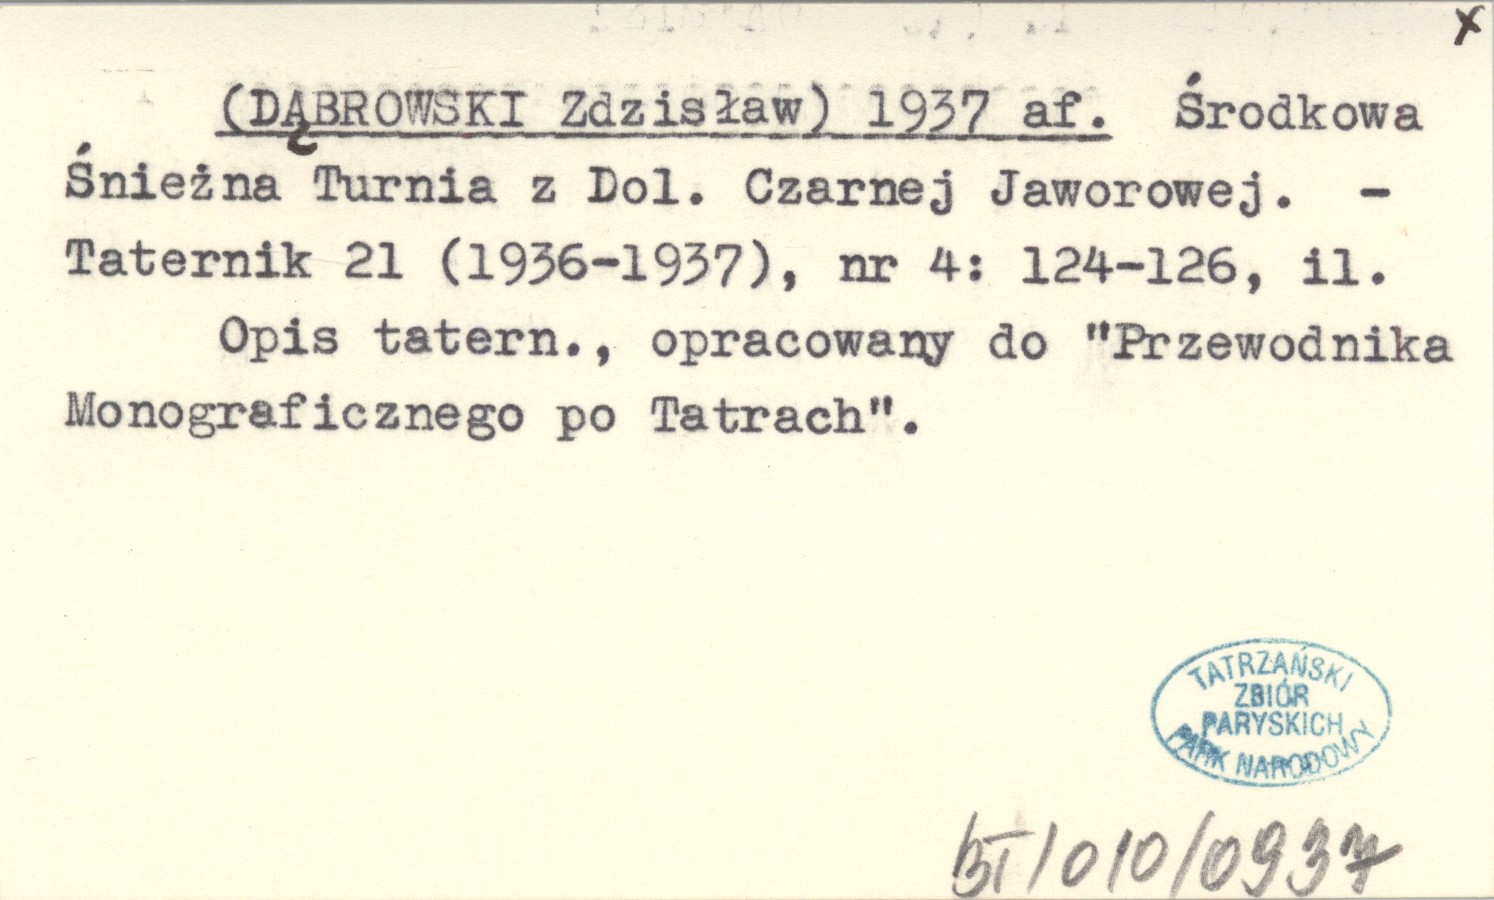 x
(DĄBROWSKI Zdzisław) 1937 af. Środkowa
Śnieżna Turnia z Dol. Czarnej Jaworowej. -
Taternik 21 (1936-1937), nr 4: 124-126, il.
Opis tatern., opracowany do "Przewodnika
Monograficznego po Tatrach".
TATRZAŃSKI
ZBIÓR
PARYSKICH
PARK NARODOWY
BI/010/0937